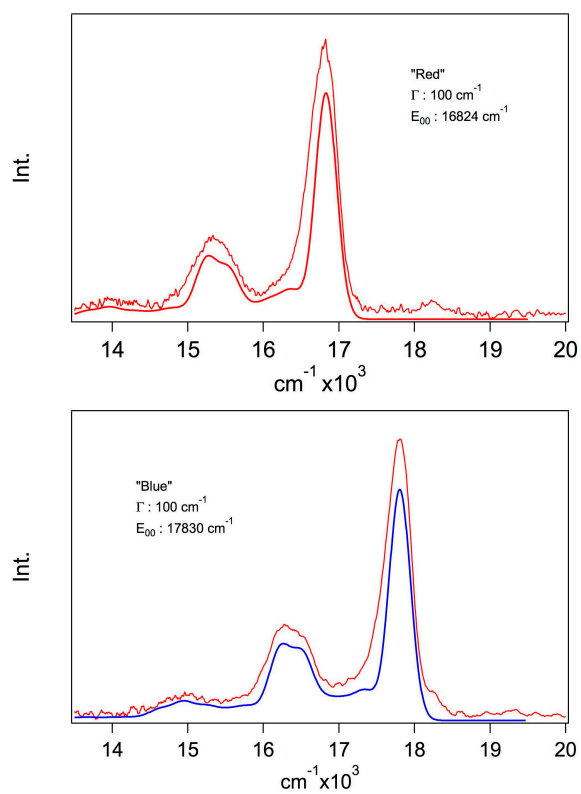 Int.
"Red"
Γ : 100 cm⁻¹
E₀₀ : 16824 cm⁻¹
14 15 16 17 18 19 20
cm⁻¹ x10³
Int.
"Blue"
Γ : 100 cm⁻¹
E₀₀ : 17830 cm⁻¹
14 15 16 17 18 19 20
cm⁻¹ x10³